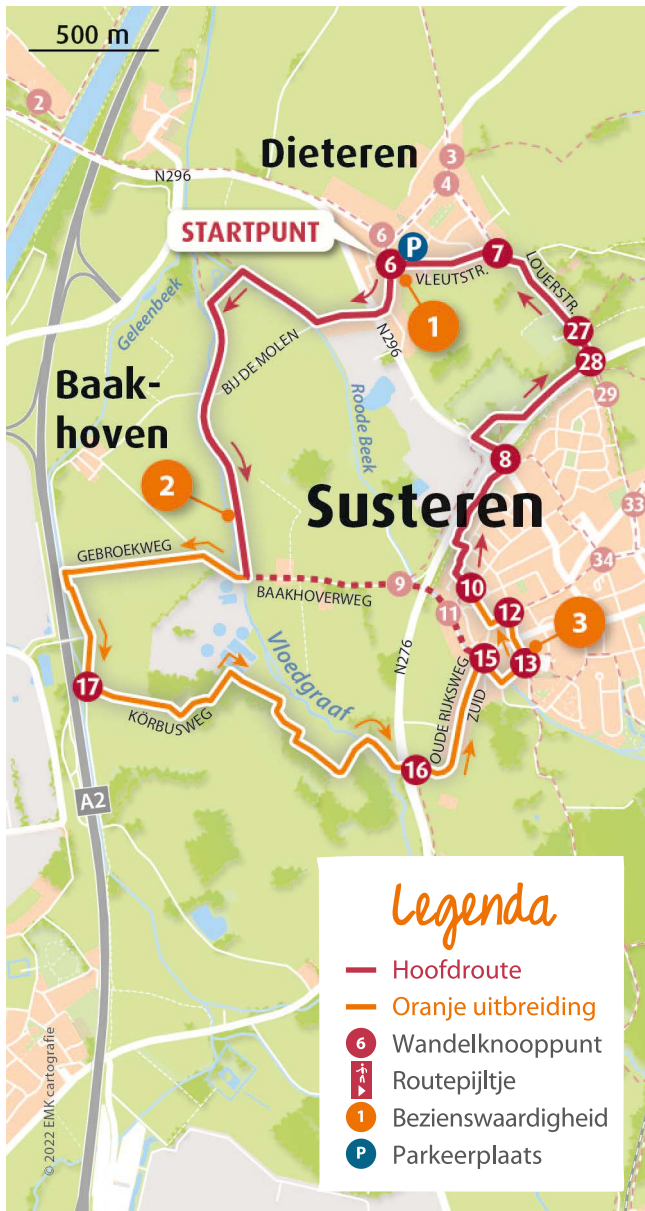 500 m
2
Dieteren
3
4
N296
6
P
STARTPUNT
6
7
VLEUTSTR.
LOUERSTR.
1
27
28
N296
29
Geleenbeek
BIJ DE MOLEN
Roode Beek
Baak-
hoven
8
2
Susteren
33
34
GEBROEKWEG
9
BAAKHOVERWEG
10
11
12
3
13
15
17
KÖRBUSWEG
Vloedgraaf
N276
OUDE RIJKSWEG
ZUID
16
A2
Legenda
Hoofdroute
Oranje uitbreiding
6 Wandelknooppunt
Routepijltje
1 Bezienswaardigheid
P Parkeerplaats
© 2022 EMK cartografie